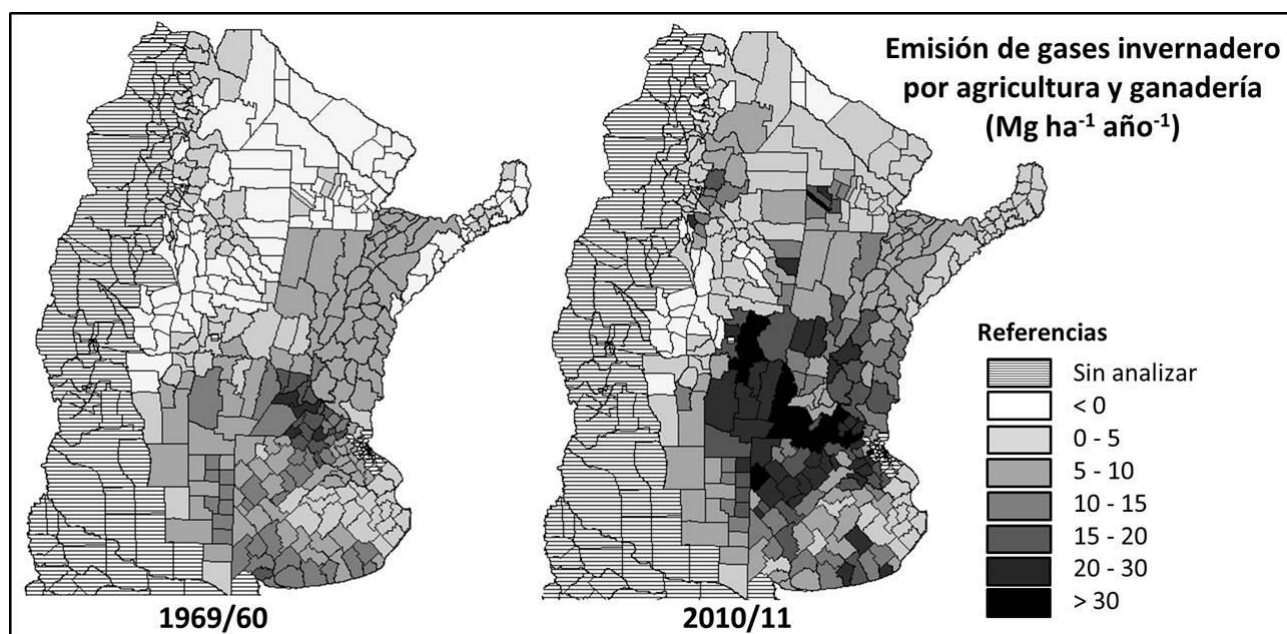 Emisión de gases invernadero
por agricultura y ganadería
(Mg ha⁻¹ año⁻¹)
Referencias
Sin analizar
< 0
0 - 5
5 - 10
10 - 15
15 - 20
20 - 30
> 30
1969/60
2010/11